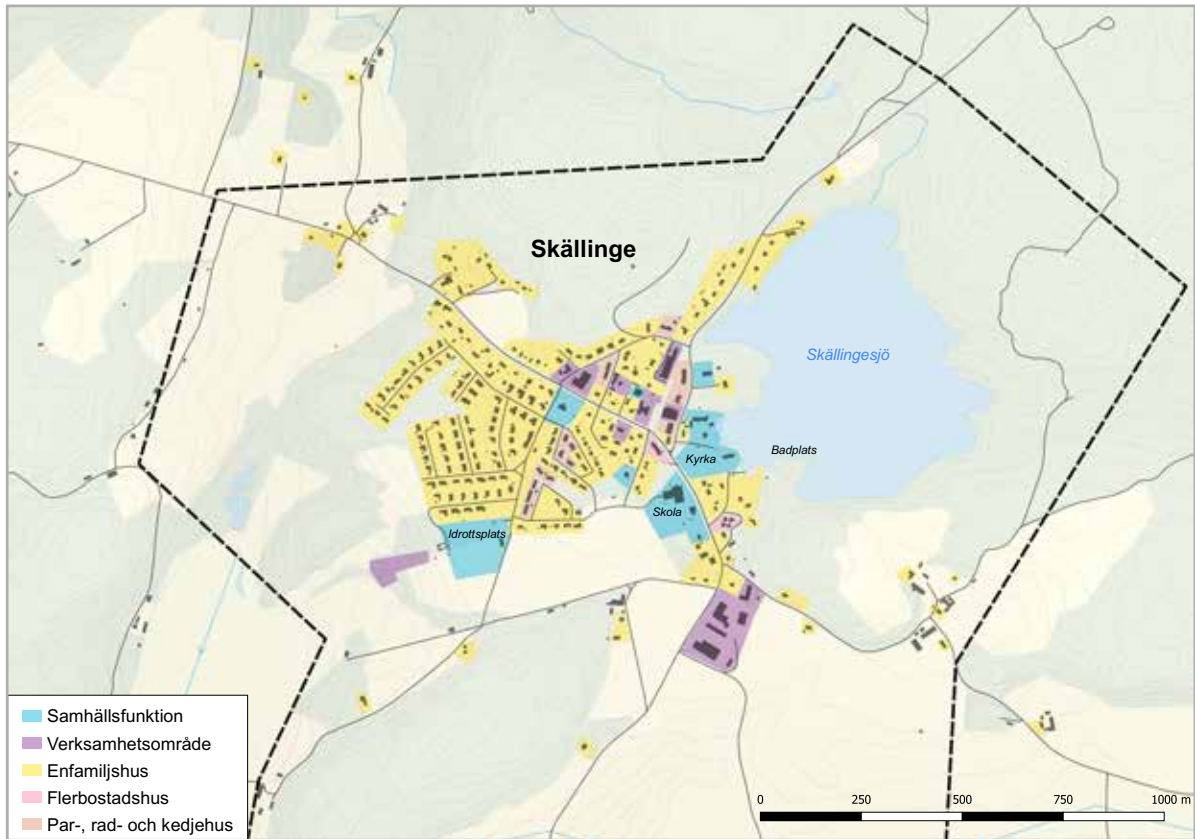 Skällinge
Skällingesjö
Badplats
Kyrka
Skola
Idrottsplats
Samhällsfunktion
Verksamhetsområde
Enfamiljshus
Flerbostadshus
Par-, rad- och kedjehus
0 250 500 750 1000 m